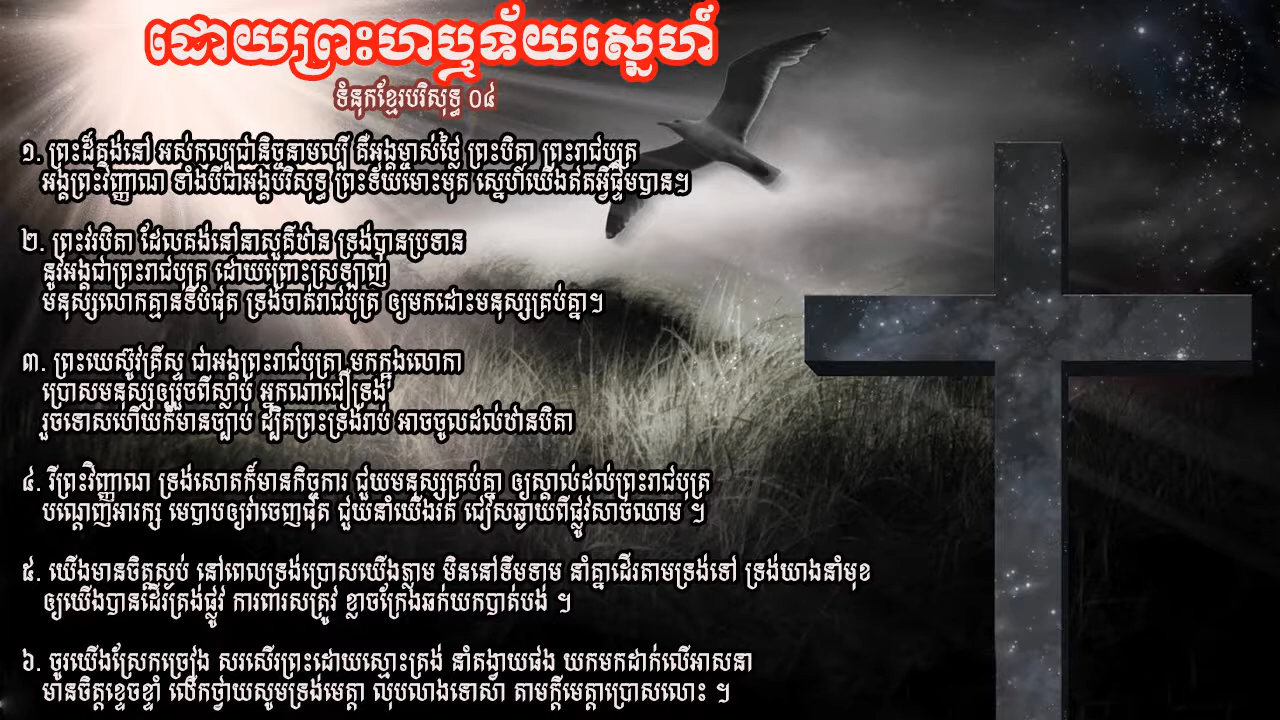 ដោយព្រះហឫទ័យស្នេហ៍
ទំនុកខ្មែរបរិសុទ្ធ ០៤
១. ព្រះដ៏គង់នៅ អស់កល្បជានិច្ចនាមល្បី គឺអង្គម្ចាស់ថ្លៃ ព្រះបិតា ព្រះរាជបុត្រ
អង្គព្រះវិញ្ញាណ ទាំងបីជាអង្គបរិសុទ្ធ ព្រះទ័យមោះមុត ស្នេហ៍យើងឥតអ្វីផ្ទឹមបាន។
២. ព្រះវរបិតា ដែលគង់នៅនាសួគ៌ីឋាន ទ្រង់បានប្រទាន
នូវអង្គជាព្រះរាជបុត្រ ដោយព្រោះស្រឡាញ់
មនុស្សលោកគ្មានទីបំផុត ទ្រង់ចាត់រាជបុត្រ ឲ្យមកដោះមនុស្សគ្រប់គ្នា។
៣. ព្រះយេស៊ូវគ្រីស្ទ ជាអង្គព្រះរាជបុត្រា មកក្នុងលោកា
ប្រោសមនុស្សឲ្យរួចពីស្លាប់ អ្នកណាជឿទ្រង់
រួចទោសហើយក៏មានច្បាប់ ដ្បិតព្រះទ្រង់រាប់ អាចចូលដល់ឋានបិតា
៤. រីព្រះវិញ្ញាណ ទ្រង់សោតក៏មានកិច្ចការ ជួយមនុស្សគ្រប់គ្នា ឲ្យស្គាល់ដល់ព្រះរាជបុត្រ
បណ្តេញអារក្ស មេបាបឲ្យវាចេញផុត ជួយនាំយើងរត់ ជៀសឆ្ងាយពីផ្លូវសាច់ឈាម ។
៥. យើងមានចិត្តស្ងប់ នៅពេលទ្រង់ប្រោសយើងភ្លាម មិននៅទីមទាម នាំគ្នាដើរតាមទ្រង់ទៅ ទ្រង់យាងនាំមុខ
ឲ្យយើងបានដើរត្រង់ផ្លូវ ការពារសត្រូវ ខ្លាចក្រែងឆក់យកបាត់បង់ ។
៦. ចូរយើងស្រែកច្រៀង សរសើរព្រះដោយស្មោះត្រង់ នាំតង្វាយផង យកមកដាក់លើអាសនា
មានចិត្តខ្ទេចខ្ទាំ លើកថ្វាយសូមទ្រង់មេត្តា លុបលាងទោសា តាមក្តីមេត្តាប្រោសលោះ ។